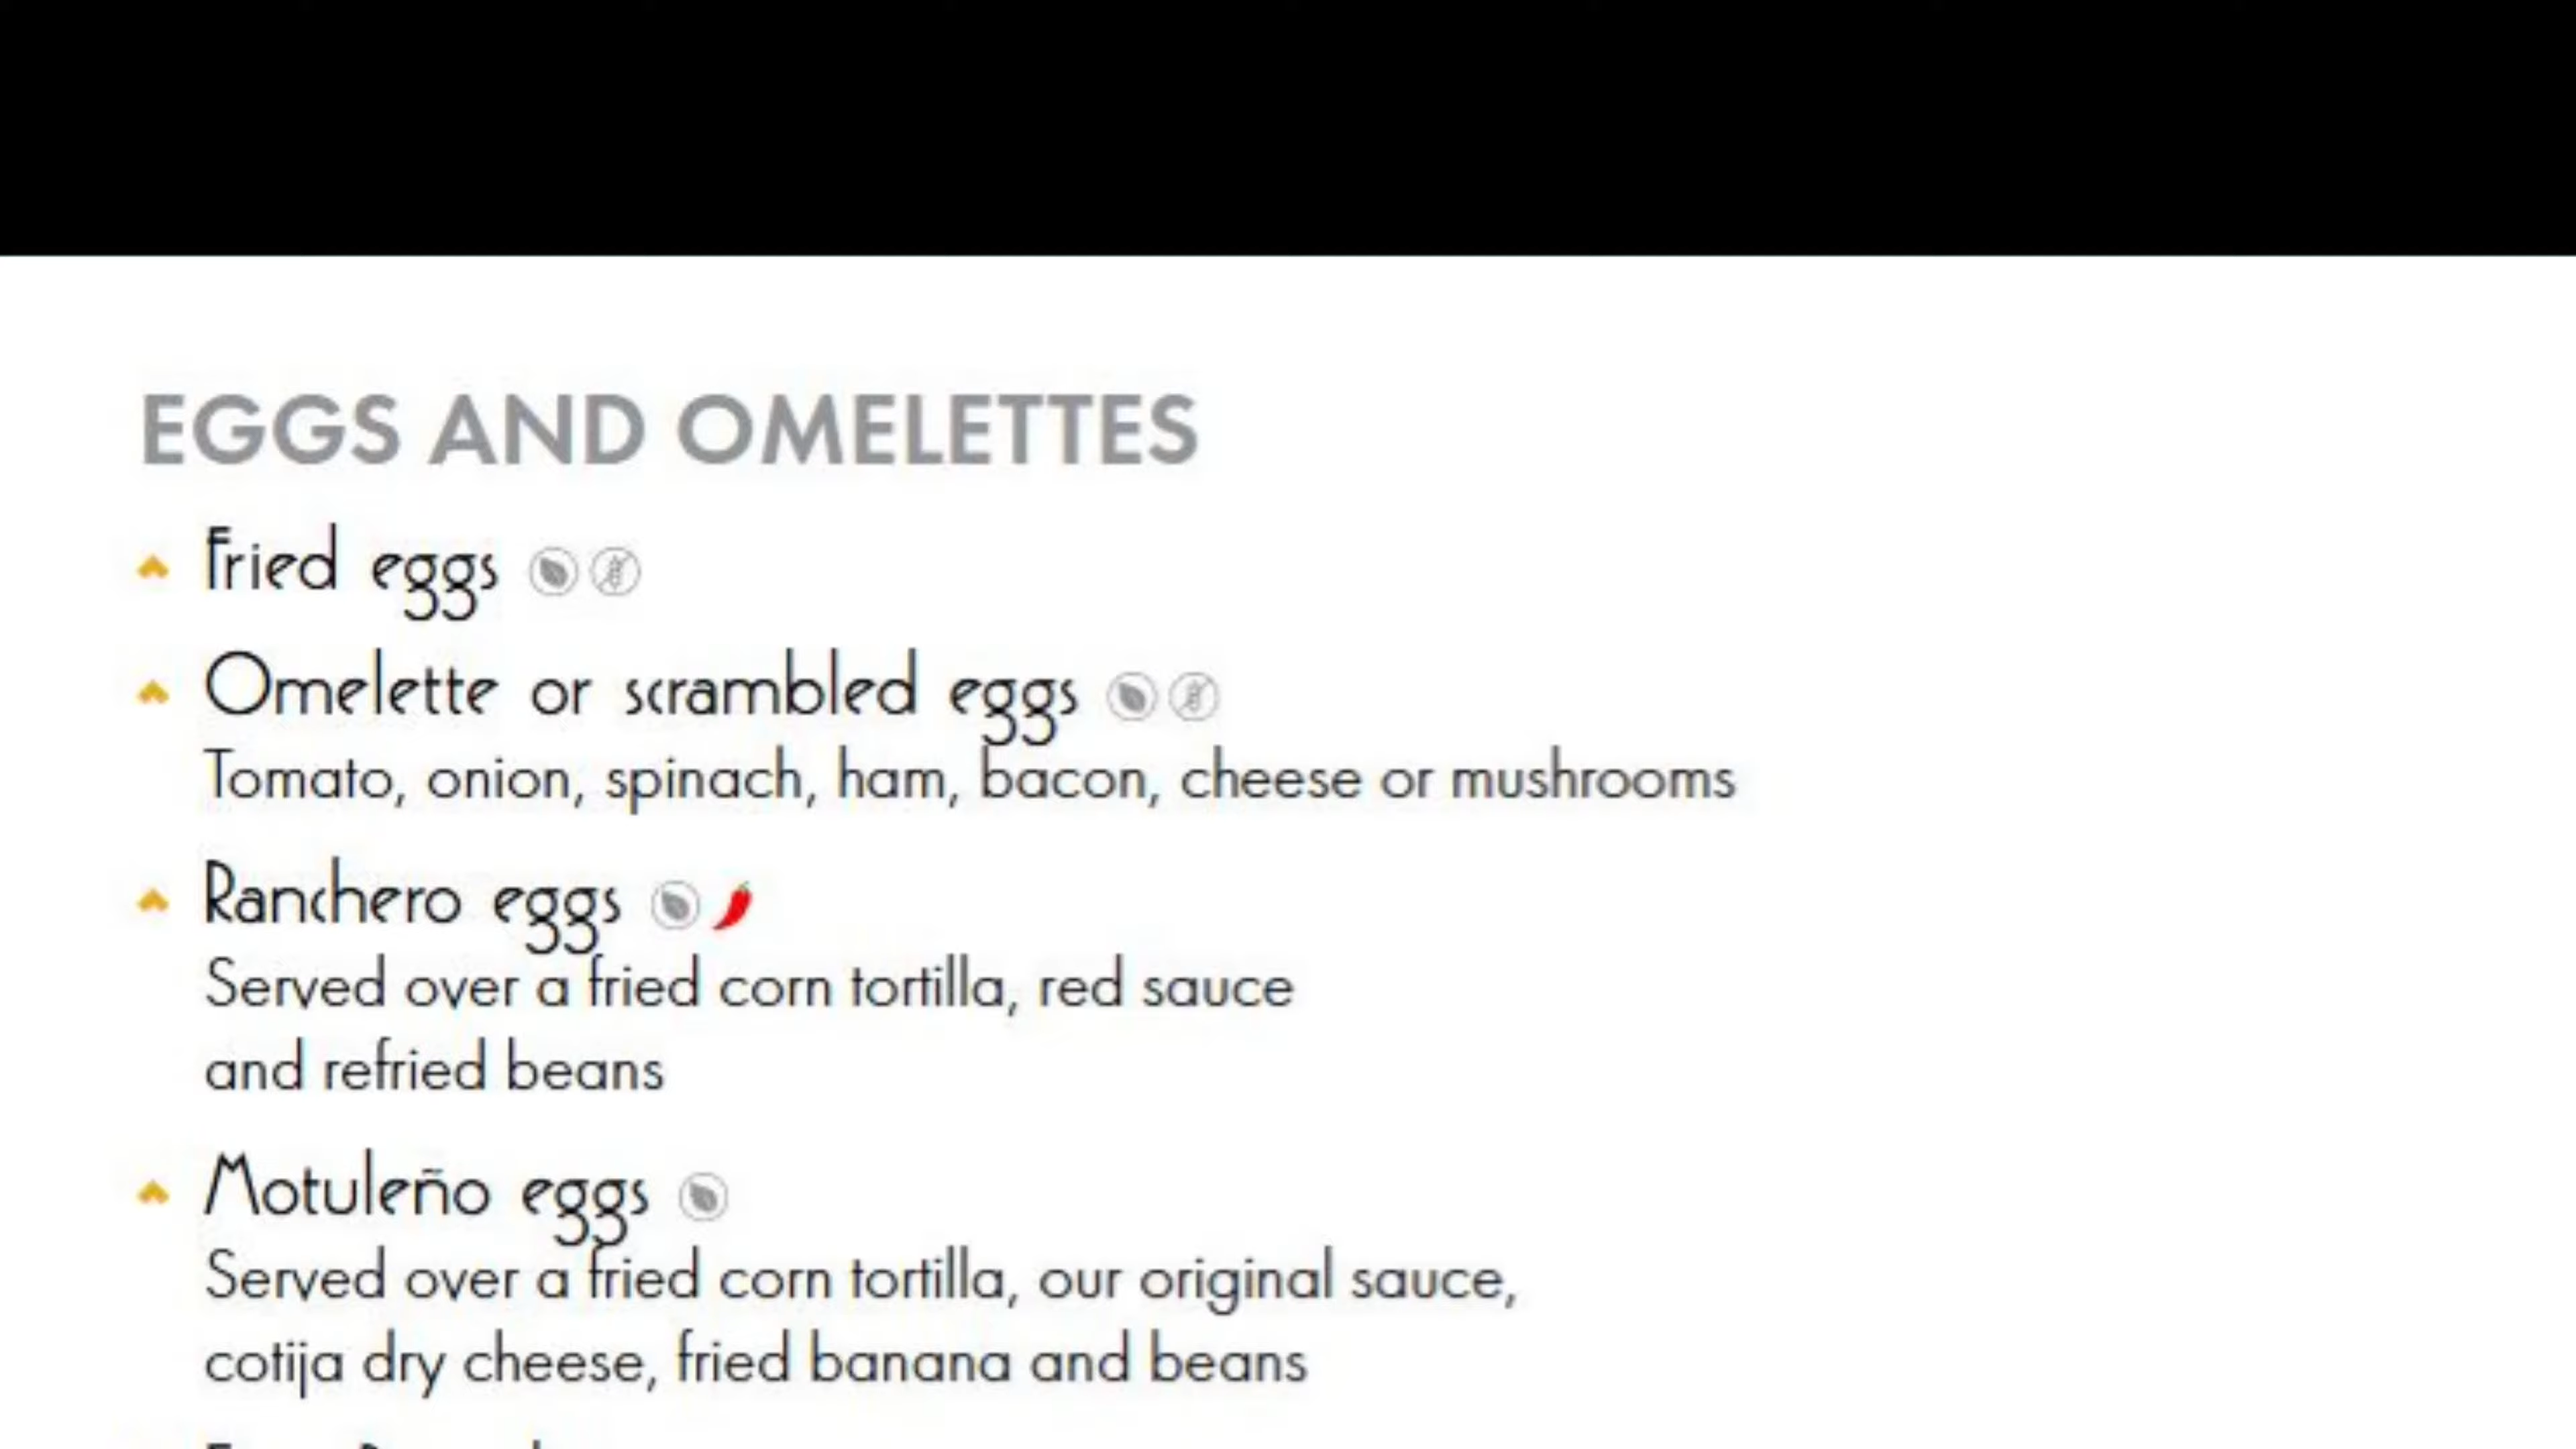 EGGS AND OMELETTES
Fried eggs
Omelette or scrambled eggs
Tomato, onion, spinach, ham, bacon, cheese or mushrooms
Ranchero eggs
Served over a fried corn tortilla, red sauce
and refried beans
Motuleño eggs
Served over a fried corn tortilla, our original sauce,
cotija dry cheese, fried banana and beans